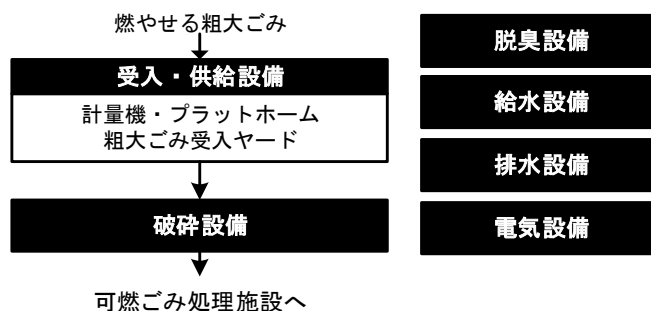 燃やせる粗大ごみ
受入・供給設備
計量機・プラットホーム
粗大ごみ受入ヤード
破砕設備
可燃ごみ処理施設へ
脱臭設備
給水設備
排水設備
電気設備